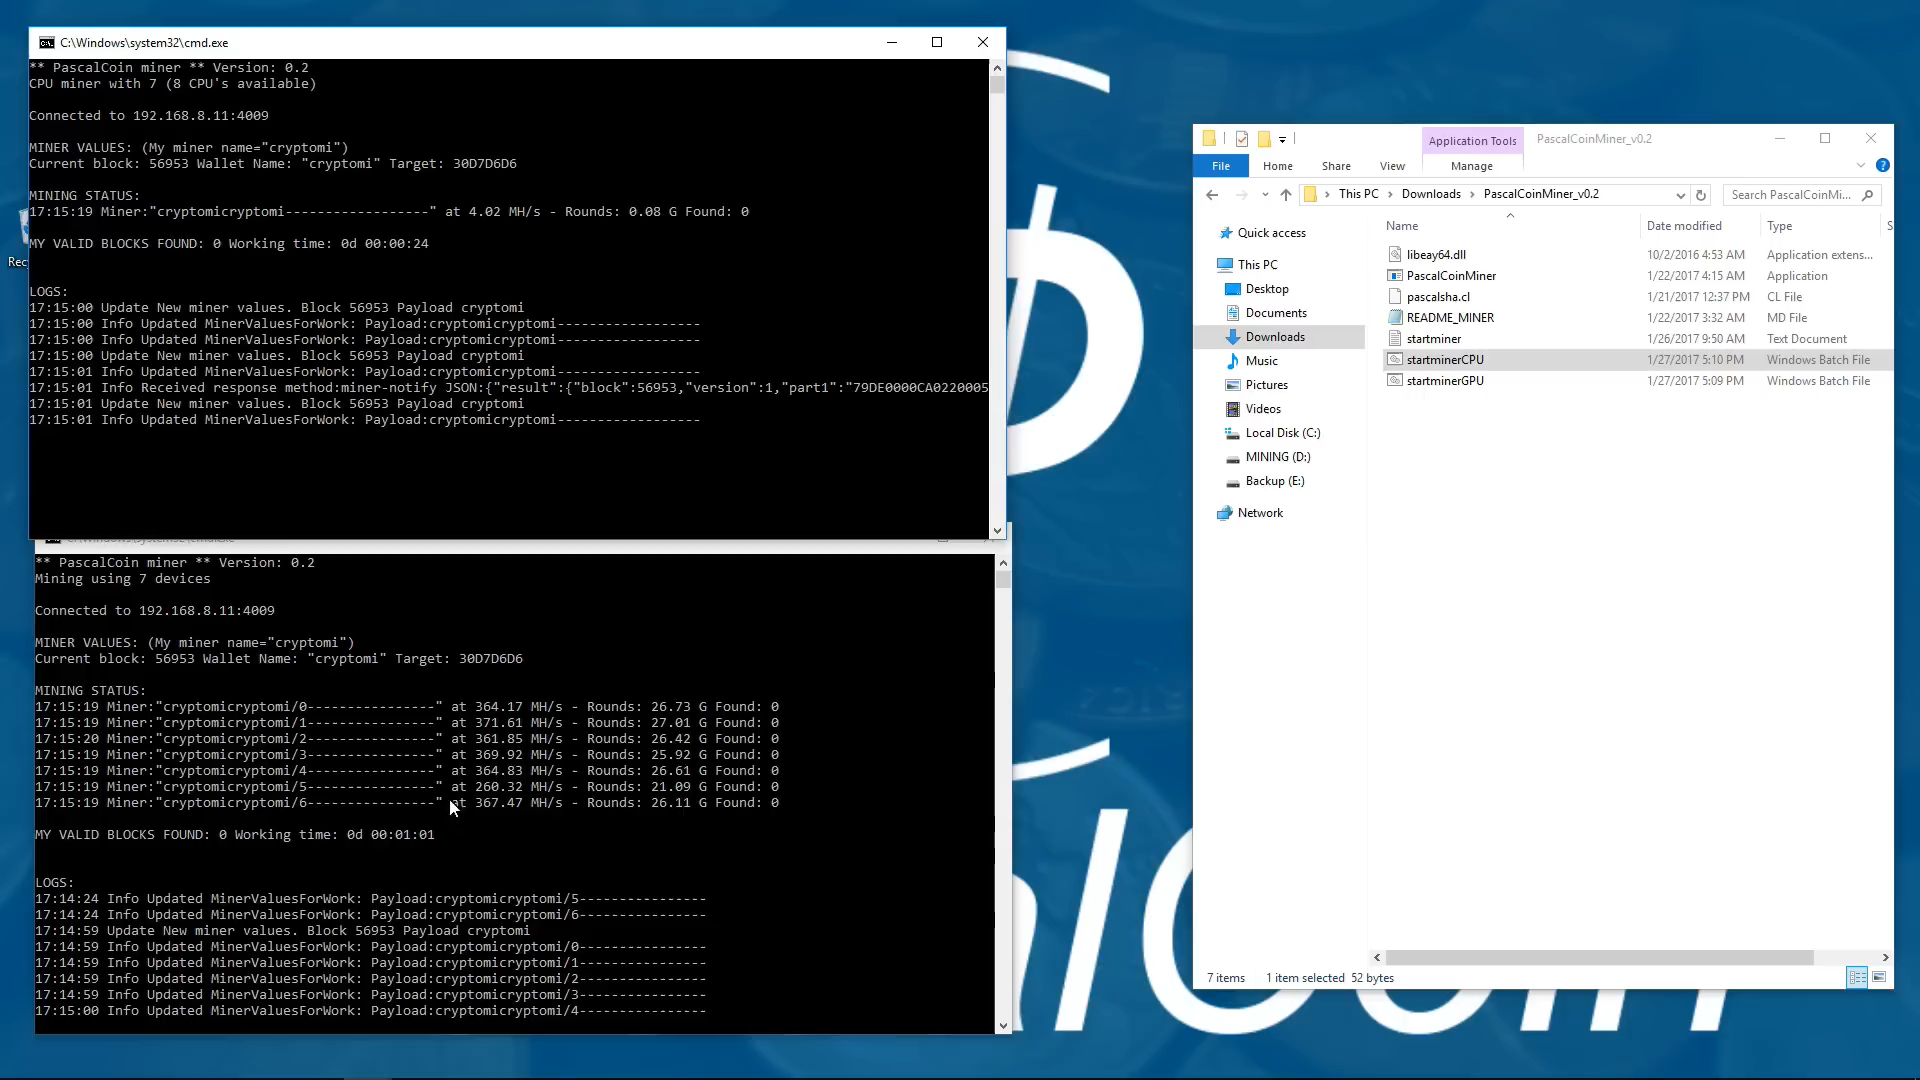 C:\Windows\system32\cmd.exe
** PascalCoin miner ** Version: 0.2
CPU miner with 7 (8 CPU's available)
Connected to 192.168.8.11:4009
MINER VALUES: (My miner name="cryptomi")
Current block: 56953 Wallet Name: "cryptomi" Target: 30D7D6D6
MINING STATUS:
17:15:19 Miner:"cryptomicryptomi------------------" at 4.02 MH/s - Rounds: 0.08 G Found: 0
MY VALID BLOCKS FOUND: 0 Working time: 0d 00:00:24
LOGS:
17:15:00 Update New miner values. Block 56953 Payload cryptomi
17:15:00 Info Updated MinerValuesForWork: Payload:cryptomicryptomi------------------
17:15:00 Info Updated MinerValuesForWork: Payload:cryptomicryptomi------------------
17:15:00 Update New miner values. Block 56953 Payload cryptomi
17:15:01 Info Updated MinerValuesForWork: Payload:cryptomicryptomi------------------
17:15:01 Info Received response method:miner-notify JSON:{"result":{"block":56953,"version":1,"part1":"79DE0000CA0220005
17:15:01 Update New miner values. Block 56953 Payload cryptomi
17:15:01 Info Updated MinerValuesForWork: Payload:cryptomicryptomi------------------
** PascalCoin miner ** Version: 0.2
Mining using 7 devices
Connected to 192.168.8.11:4009
MINER VALUES: (My miner name="cryptomi")
Current block: 56953 Wallet Name: "cryptomi" Target: 30D7D6D6
MINING STATUS:
17:15:19 Miner:"cryptomicryptomi/0----------------" at 364.17 MH/s - Rounds: 26.73 G Found: 0
17:15:19 Miner:"cryptomicryptomi/1----------------" at 371.61 MH/s - Rounds: 27.01 G Found: 0
17:15:20 Miner:"cryptomicryptomi/2----------------" at 361.85 MH/s - Rounds: 26.42 G Found: 0
17:15:19 Miner:"cryptomicryptomi/3----------------" at 369.92 MH/s - Rounds: 25.92 G Found: 0
17:15:19 Miner:"cryptomicryptomi/4----------------" at 364.83 MH/s - Rounds: 26.61 G Found: 0
17:15:19 Miner:"cryptomicryptomi/5----------------" at 260.32 MH/s - Rounds: 21.09 G Found: 0
17:15:19 Miner:"cryptomicryptomi/6----------------" at 367.47 MH/s - Rounds: 26.11 G Found: 0
MY VALID BLOCKS FOUND: 0 Working time: 0d 00:01:01
LOGS:
17:14:24 Info Updated MinerValuesForWork: Payload:cryptomicryptomi/5----------------
17:14:24 Info Updated MinerValuesForWork: Payload:cryptomicryptomi/6----------------
17:14:59 Update New miner values. Block 56953 Payload cryptomi
17:14:59 Info Updated MinerValuesForWork: Payload:cryptomicryptomi/0----------------
17:14:59 Info Updated MinerValuesForWork: Payload:cryptomicryptomi/1----------------
17:14:59 Info Updated MinerValuesForWork: Payload:cryptomicryptomi/2----------------
17:14:59 Info Updated MinerValuesForWork: Payload:cryptomicryptomi/3----------------
17:15:00 Info Updated MinerValuesForWork: Payload:cryptomicryptomi/4----------------
Application Tools PascalCoinMiner_v0.2
File Home Share View Manage
This PC Downloads PascalCoinMiner_v0.2 Search PascalCoinMi...
Name Date modified Type S
Quick access
This PC
Desktop
Documents
Downloads
Music
Pictures
Videos
Local Disk (C:)
MINING (D:)
Backup (E:)
Network
libeay64.dll 10/2/2016 4:53 AM Application extens...
PascalCoinMiner 1/22/2017 4:15 AM Application
pascalsha.cl 1/21/2017 12:37 PM CL File
README_MINER 1/22/2017 3:32 AM MD File
startminer 1/26/2017 9:50 AM Text Document
startminerCPU 1/27/2017 5:10 PM Windows Batch File
startminerGPU 1/27/2017 5:09 PM Windows Batch File
7 items 1 item selected 52 bytes
Rec